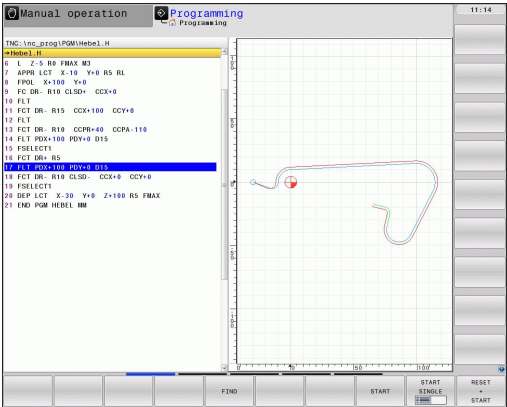 Manual operation
Programming
Programming
11:14
TNC:\nc_prog\PGM\Hebel.H
→Hebel.H
6 L Z-5 R0 FMAX M3
7 APPR LCT X-10 Y+0 R5 RL
8 FPOL X+100 Y+0
9 FC DR- R10 CLSD+ CCX+0
10 FLT
11 FCT DR- R15 CCX+100 CCY+0
12 FLT
13 FCT DR- R10 CCPR+40 CCPA-110
14 FLT PDX+100 PDY+0 D15
15 FSELECT1
16 FCT DR+ R5
17 FLT PDX+100 PDY+0 D15
18 FCT DR- R10 CLSD- CCX+0 CCY+0
19 FSELECT1
20 DEP LCT X-30 Y+0 Z+100 R5 FMAX
21 END PGM HEBEL MM
50
100
FIND
START
START
SINGLE
RESET
+
START